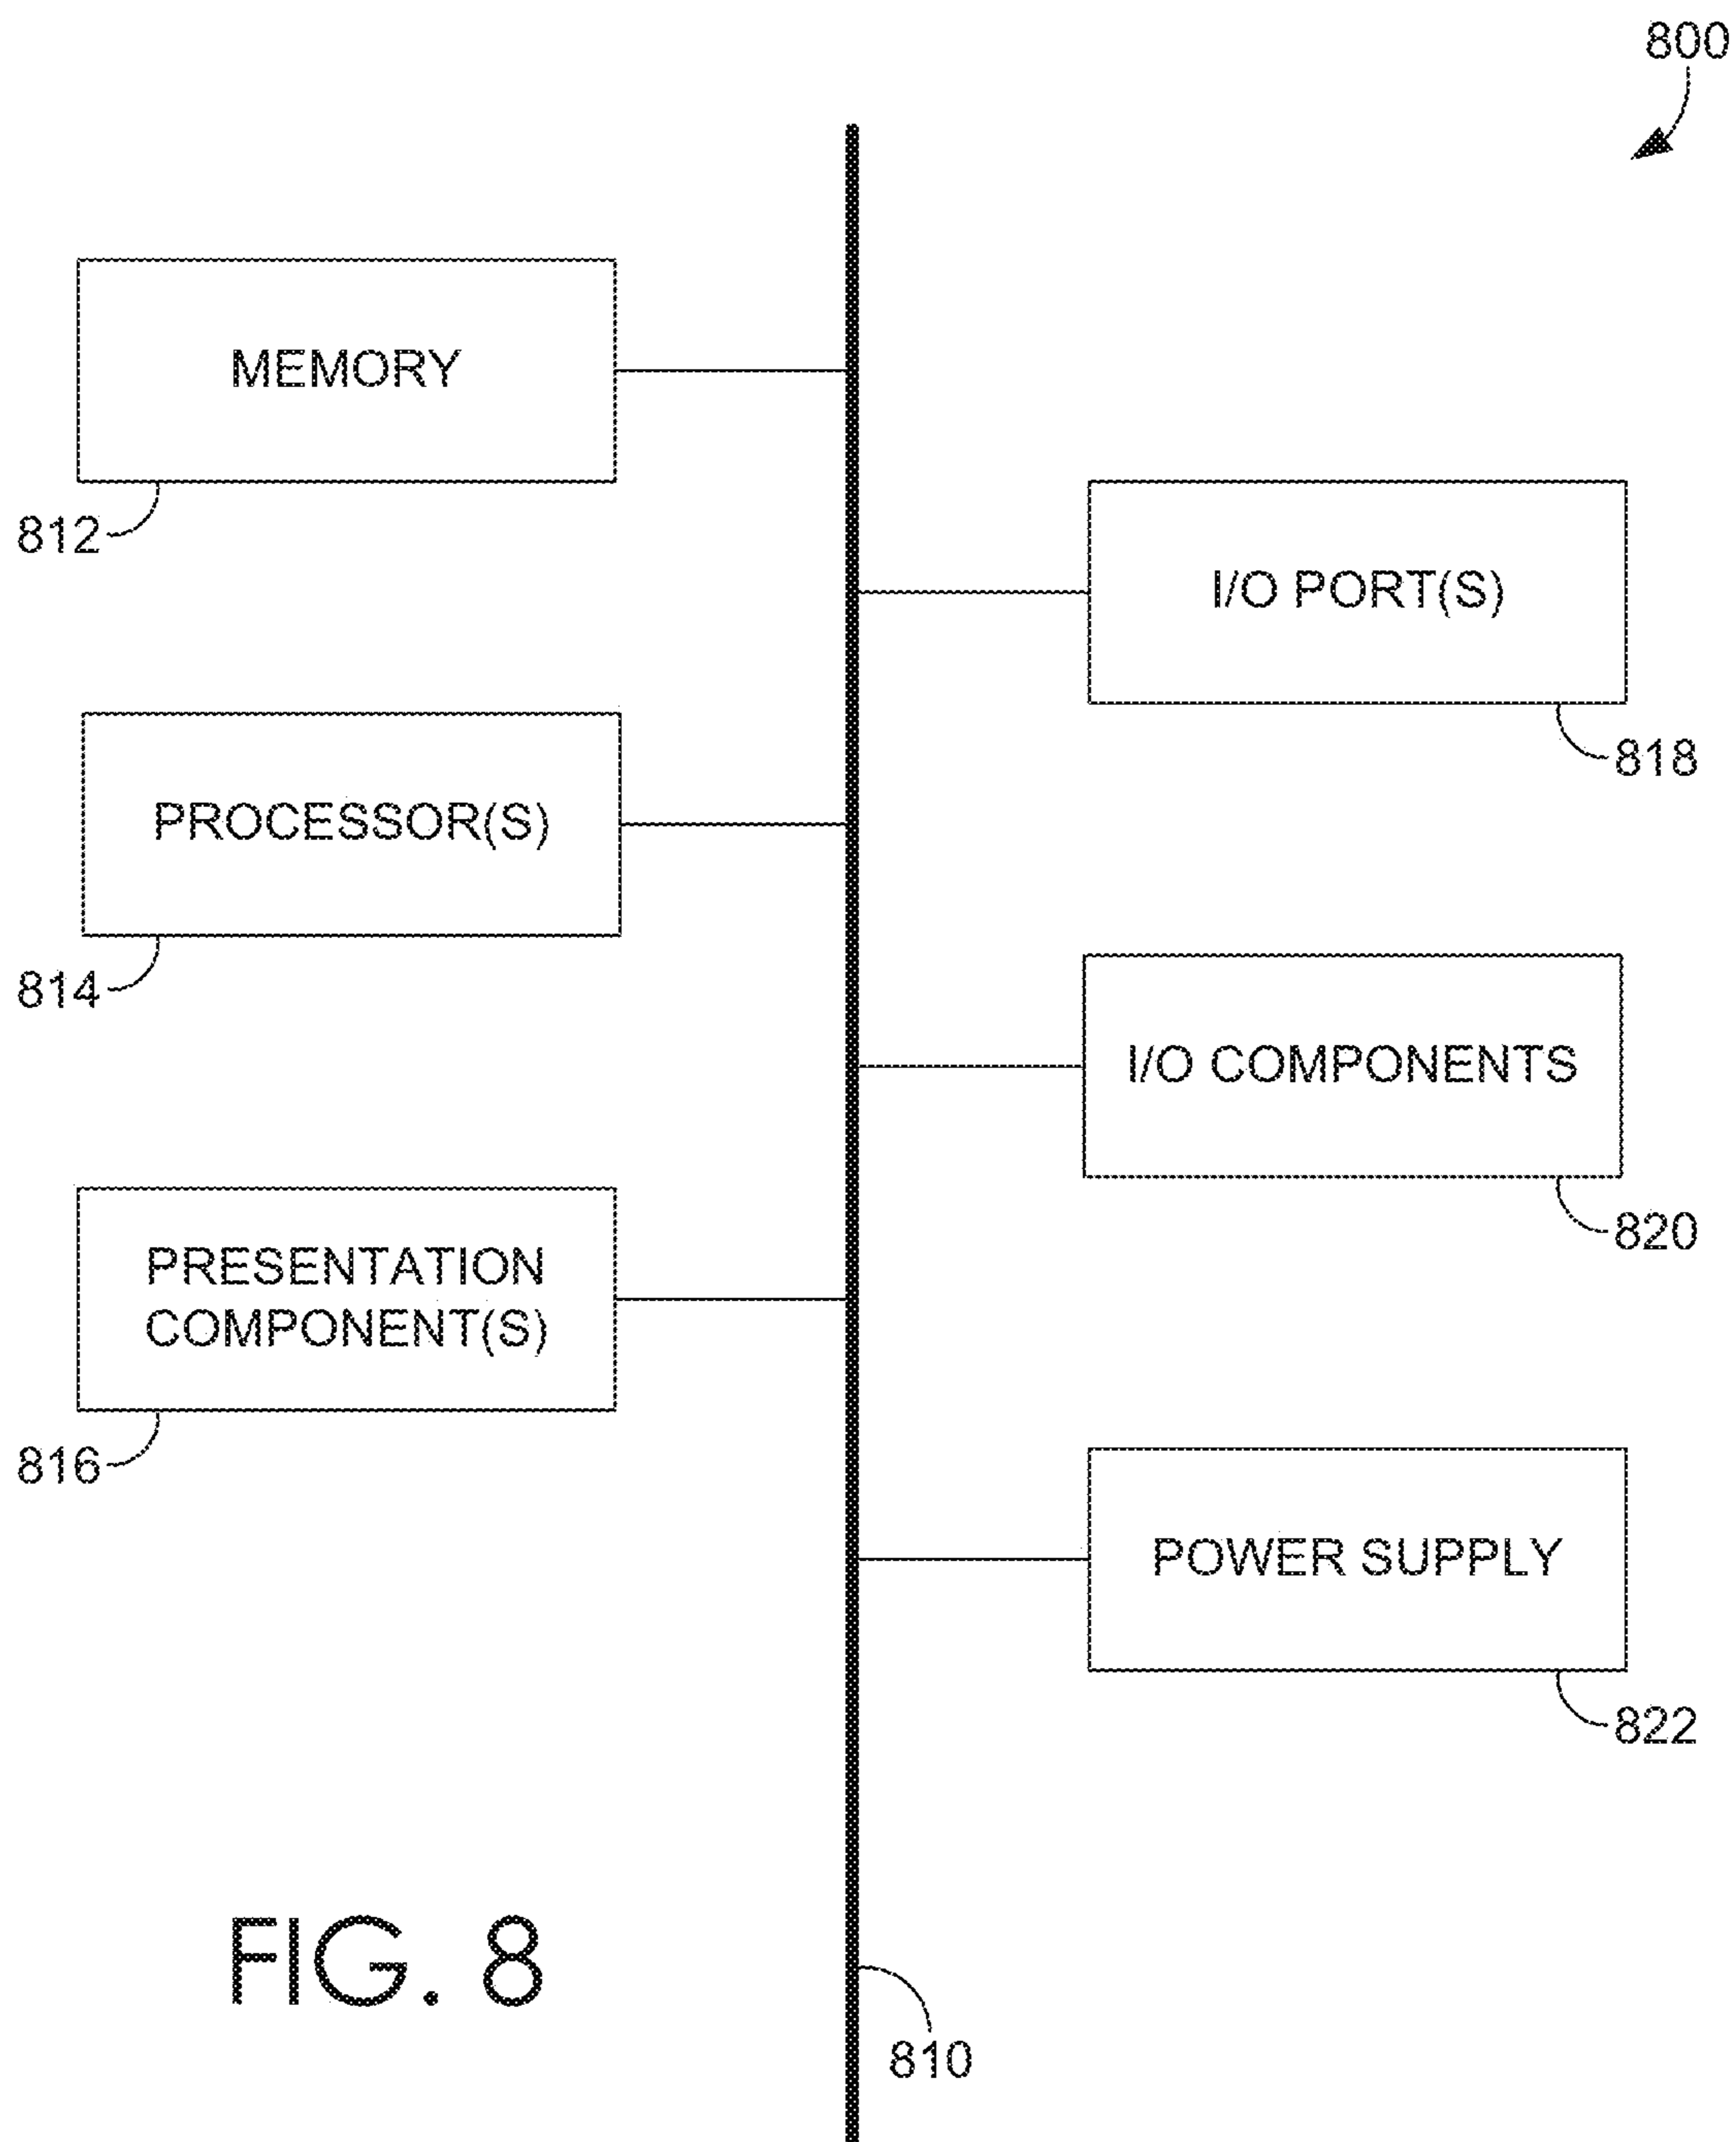 800
MEMORY
812
I/O PORT(S)
818
PROCESSOR(S)
814
I/O COMPONENTS
820
PRESENTATION
COMPONENT(S)
816
POWER SUPPLY
822
FIG. 8
810